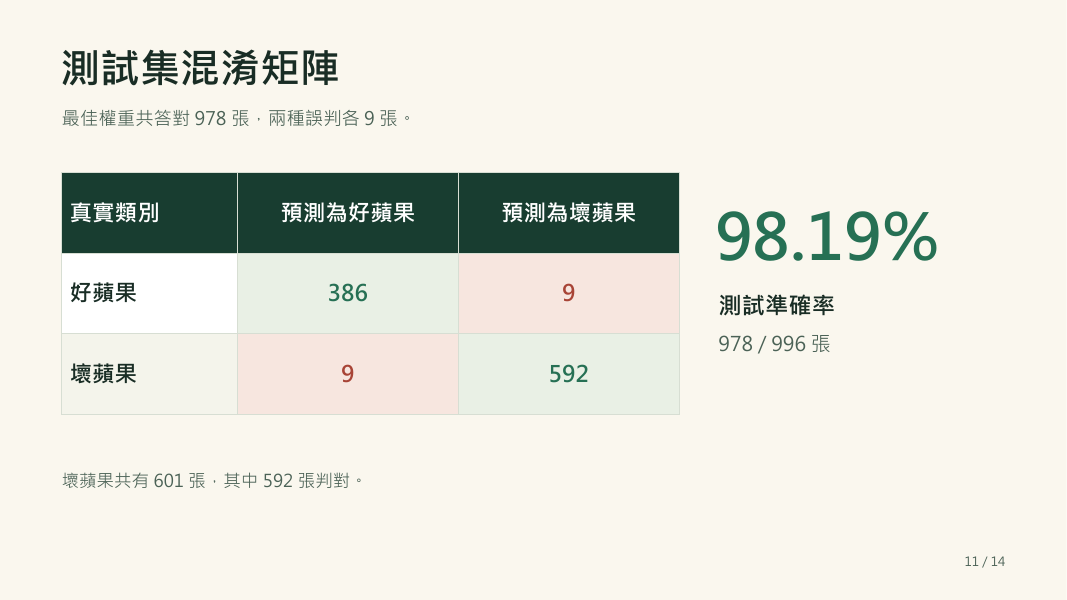 測試集混淆矩陣
最佳權重共答對 978 張，兩種誤判各 9 張。
真實類別 預測為好蘋果 預測為壞蘋果
好蘋果 386 9
壞蘋果 9 592
98.19%
測試準確率
978 / 996 張
壞蘋果共有 601 張，其中 592 張判對。
11 / 14